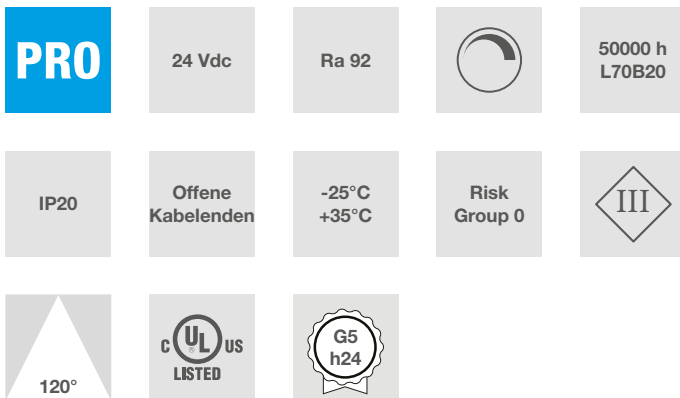 PRO
24 Vdc
Ra 92
50000 h
L70B20
IP20
Offene
Kabelenden
-25°C
+35°C
Risk
Group 0
III
120°
C UL US
®
LISTED
G5
h24